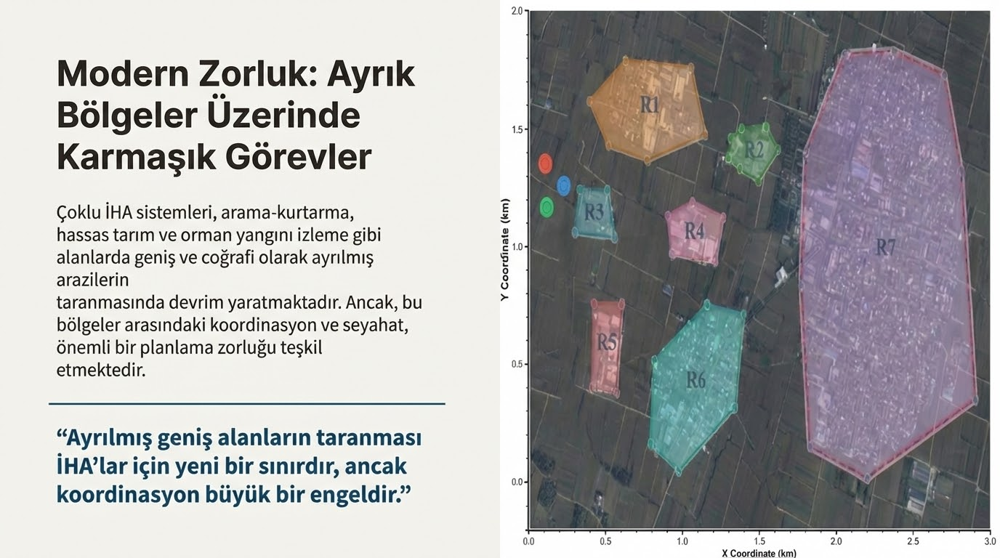 Modern Zorluk: Ayrık
Bölgeler Üzerinde
Karmaşık Görevler
Çoklu İHA sistemleri, arama-kurtarma,
hassas tarım ve orman yangını izleme gibi
alanlarda geniş ve coğrafi olarak ayrılmış
arazilerin
taranmasında devrim yaratmaktadır. Ancak, bu
bölgeler arasındaki koordinasyon ve seyahat,
önemli bir planlama zorluğu teşkil
etmektedir.
“Ayrılmış geniş alanların taranması
İHA’lar için yeni bir sınırdır, ancak
koordinasyon büyük bir engeldir.”
2.0
1.5
1.0
0.5
0.0
Y Coordinate (km)
R1
R2
R3
R4
R5
R6
R7
0.0 0.5 1.0 1.5 2.0 2.5 3.0
X Coordinate (km)